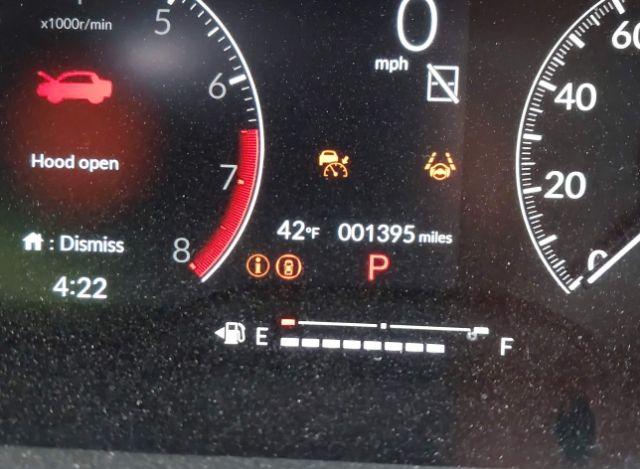 x1000r/min
5
6
7
8
0
mph
60
40
20
0
Hood open
: Dismiss
4:22
42°F 001395 miles
P
E F